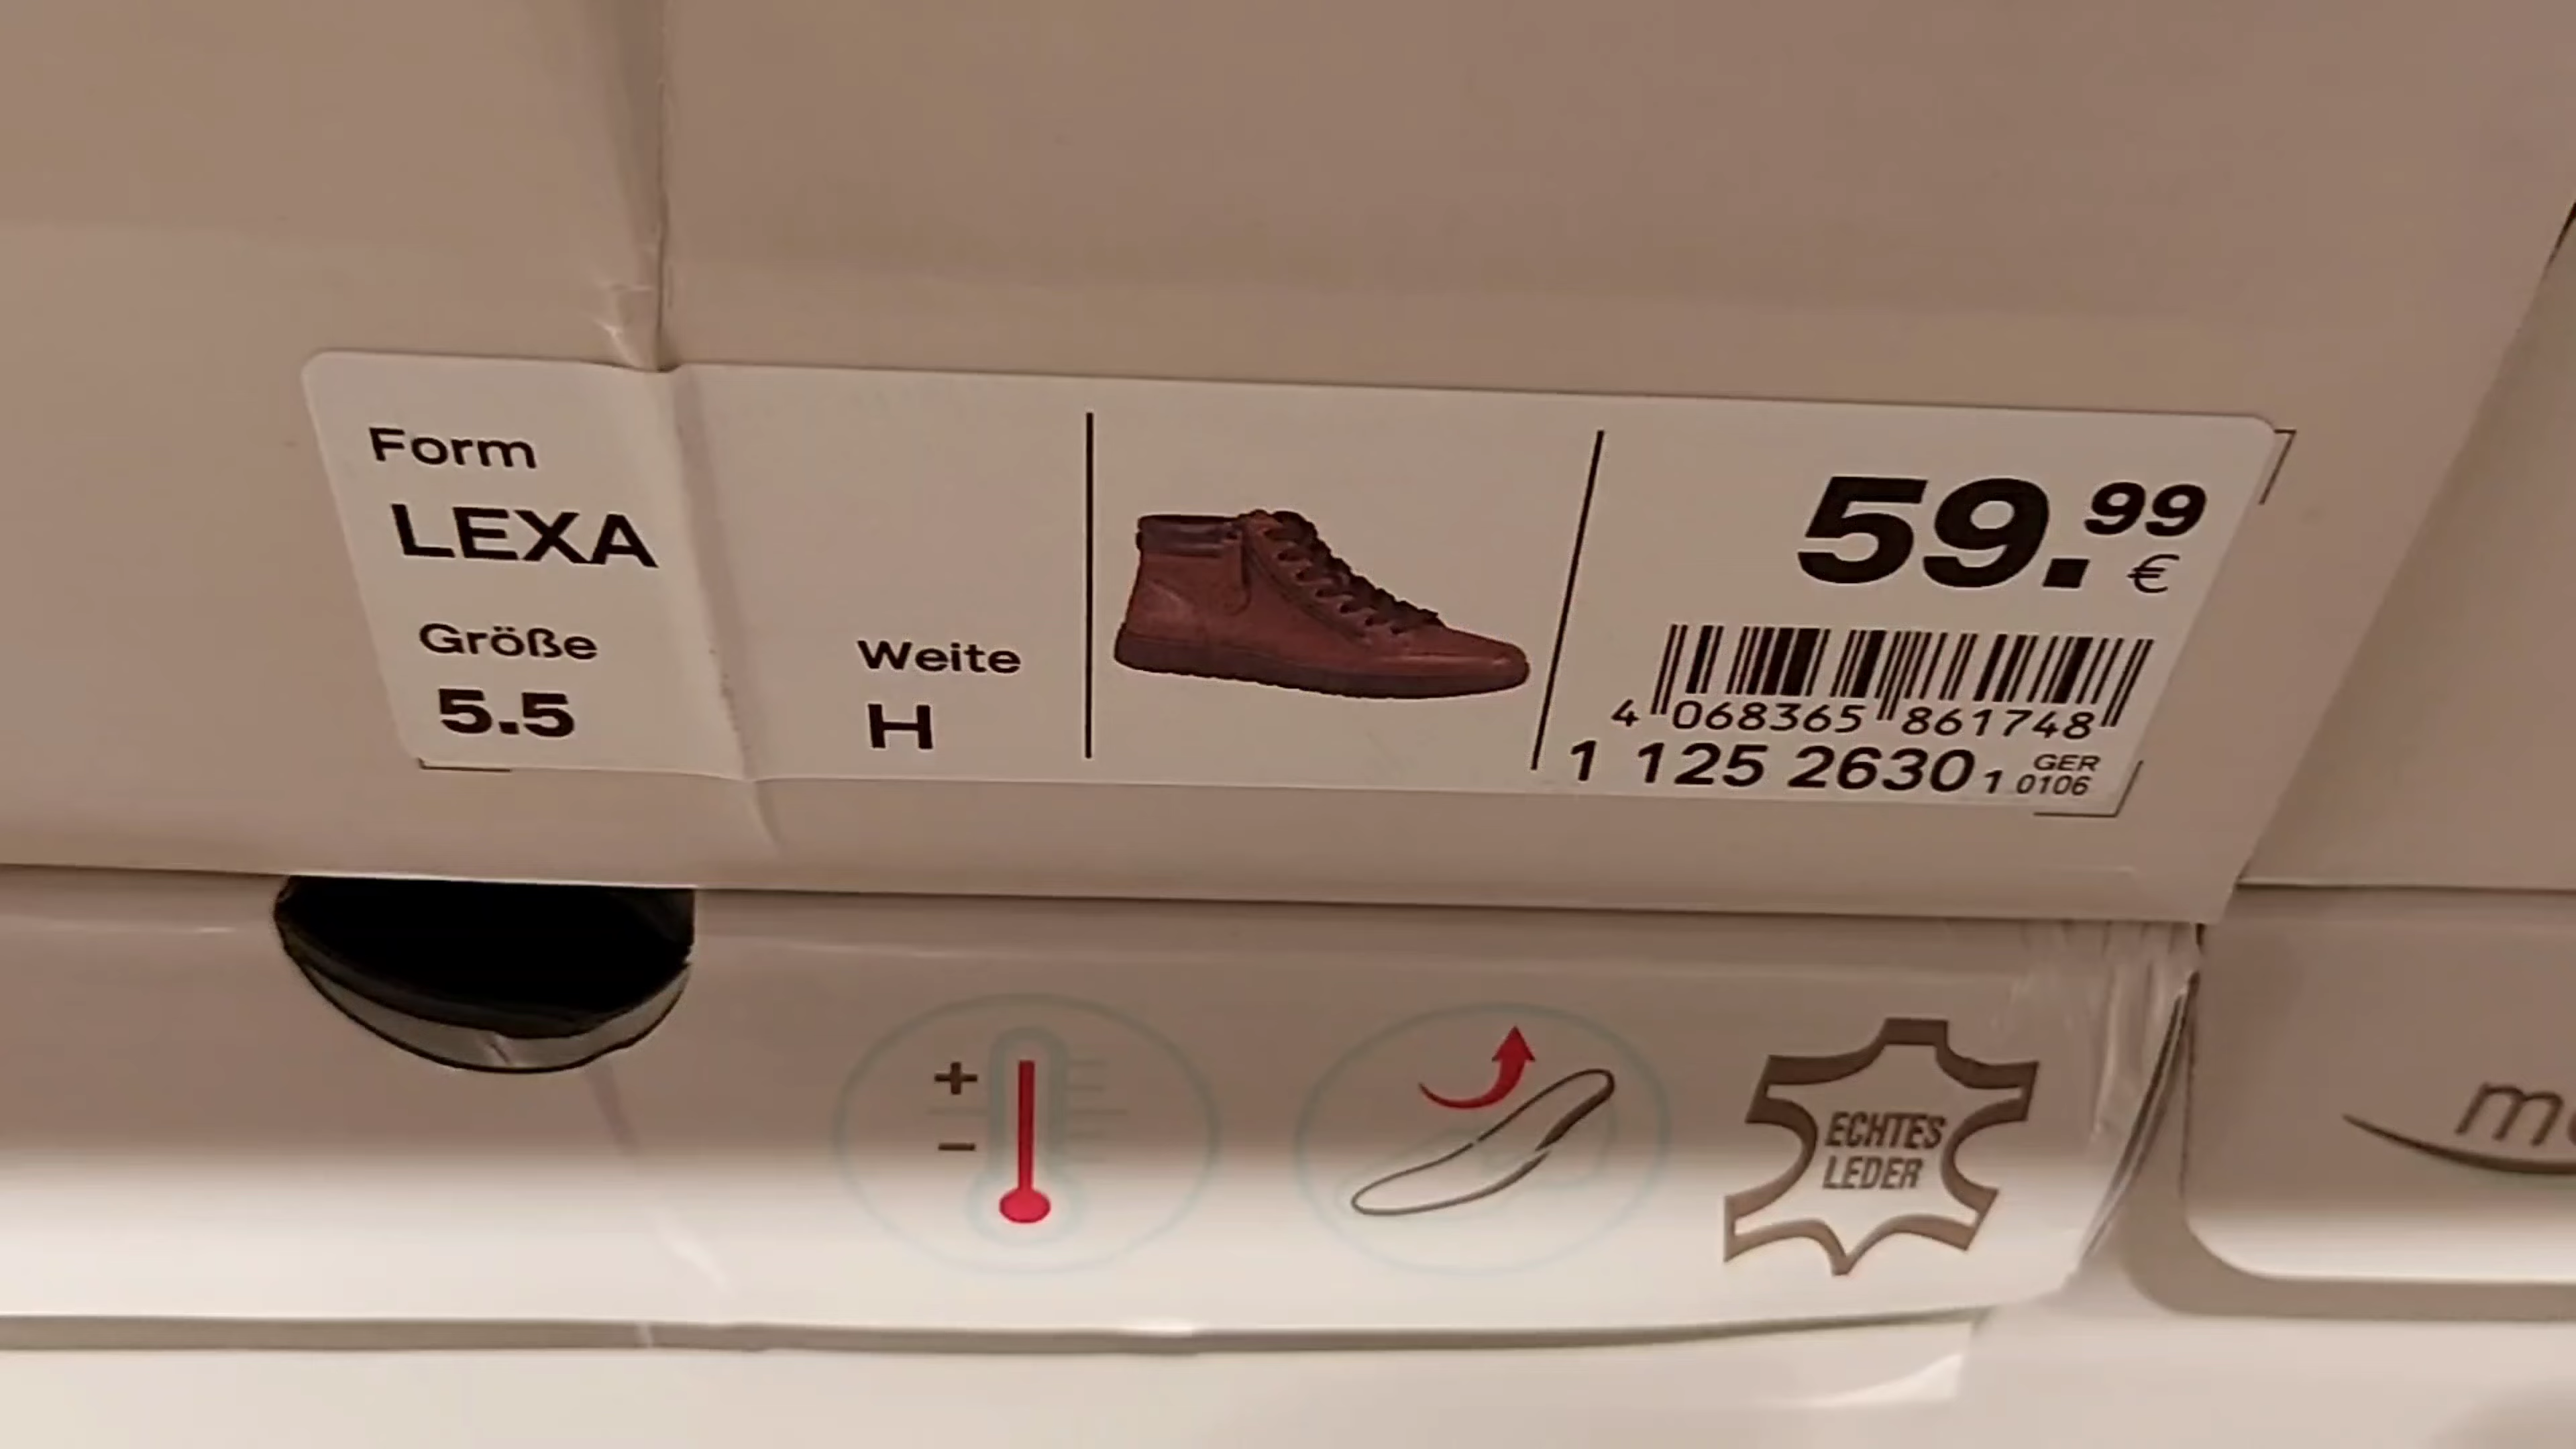 Form
LEXA
Größe
5.5
Weite
H
59.99
€
4 068365 861748
1 125 2630 1 GER
0106
+
−
ECHTES
LEDER